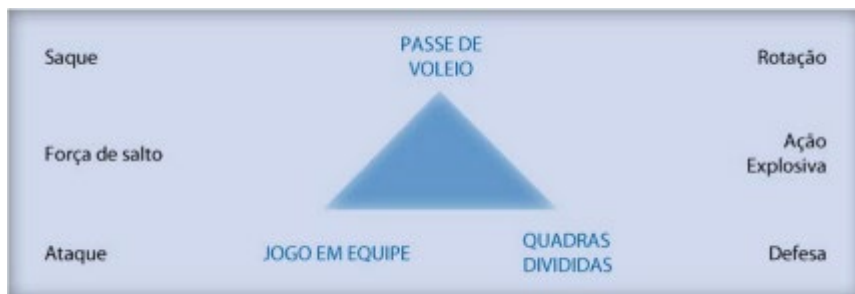 Saque
PASSE DE
VOLEIO
Rotação
Força de salto
Ação
Explosiva
Ataque
JOGO EM EQUIPE
QUADRAS
DIVIDIDAS
Defesa